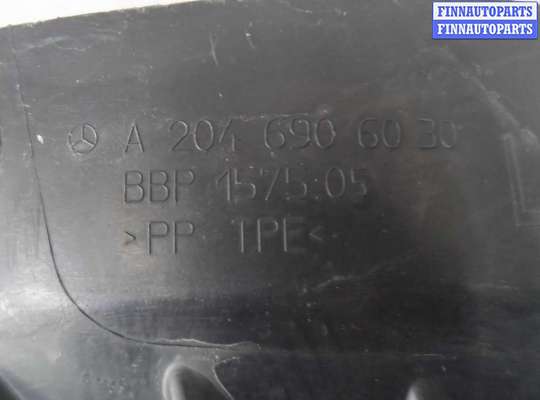 FINNAUTOPARTS
FINNAUTOPARTS
A 204 690 60 30
BBP 1575.05
>PP TPE<